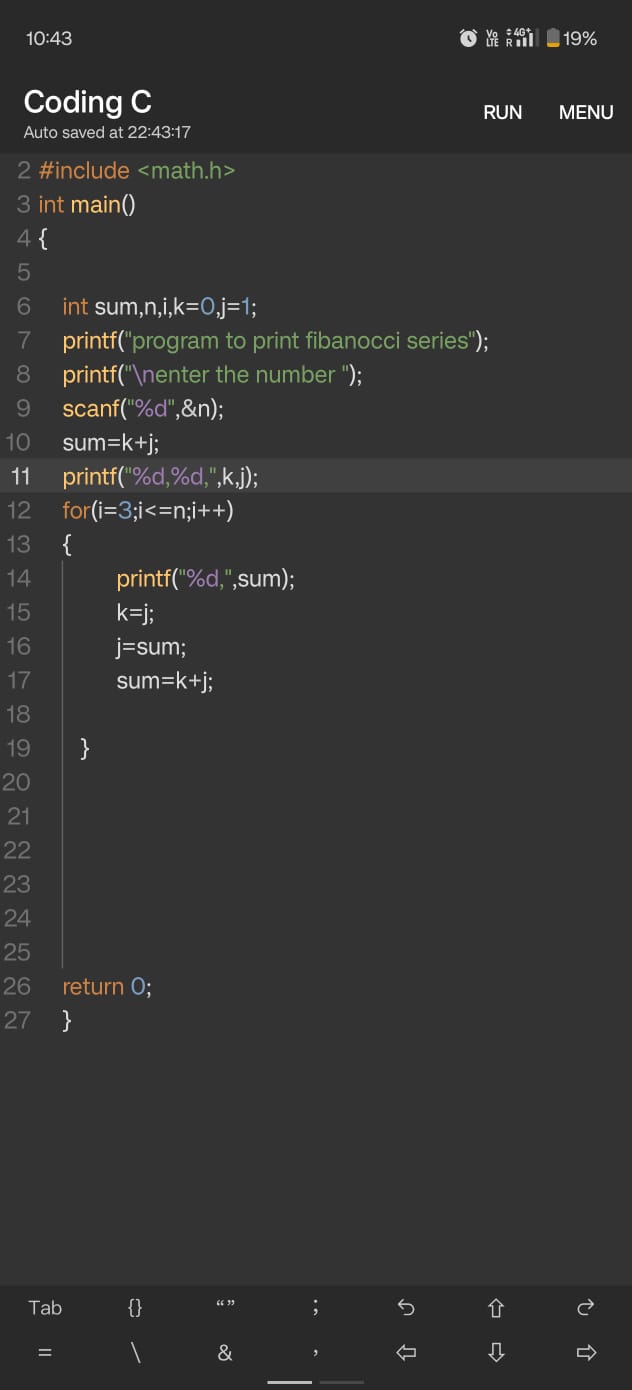 10:43 Vo LTE R 4G+ 19%
Coding C
RUN MENU
Auto saved at 22:43:17
2 #include <math.h>
3 int main()
4 {
5
6 int sum,n,i,k=0,j=1;
7 printf("program to print fibanocci series");
8 printf("\nenter the number ");
9 scanf("%d",&n);
10 sum=k+j;
11 printf("%d,%d,",k,j);
12 for(i=3;i<=n;i++)
13 {
14 printf("%d,",sum);
15 k=j;
16 j=sum;
17 sum=k+j;
18
19 }
20
21
22
23
24
25
26 return 0;
27 }
Tab {} “” ;
= \ & ,